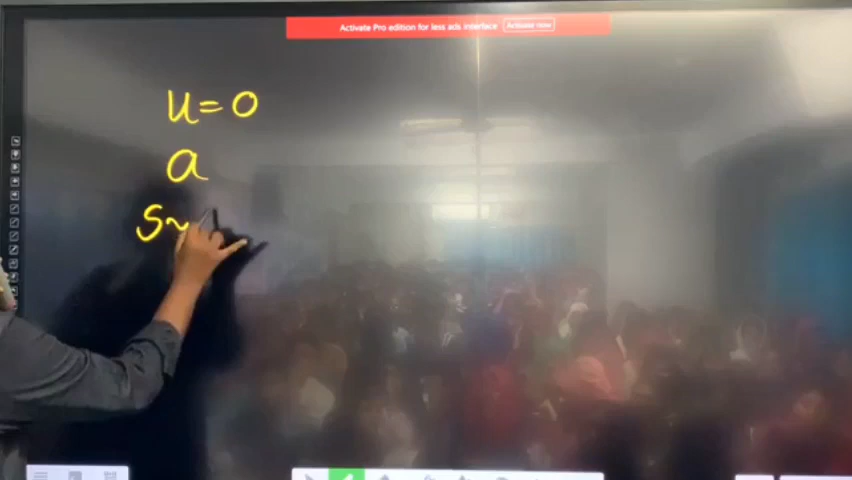 Activate Pro edition for less ads interface Activate now
u = 0
a
S~